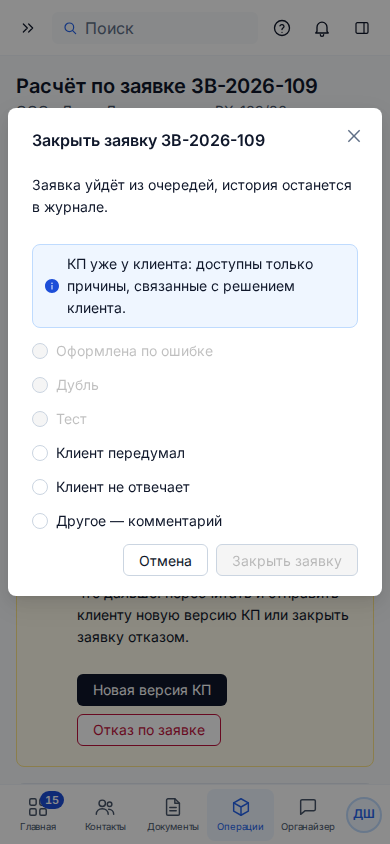 Поиск
Расчёт по заявке ЗВ-2026-109
Закрыть заявку ЗВ-2026-109
Заявка уйдёт из очередей, история останется
в журнале.
КП уже у клиента: доступны только
причины, связанные с решением
клиента.
Оформлена по ошибке
Дубль
Тест
Клиент передумал
Клиент не отвечает
Другое — комментарий
Отмена
Закрыть заявку
клиенту новую версию КП или закрыть
заявку отказом.
Новая версия КП
Отказ по заявке
15
ДШ
Главная
Контакты
Документы
Операции
Органайзер